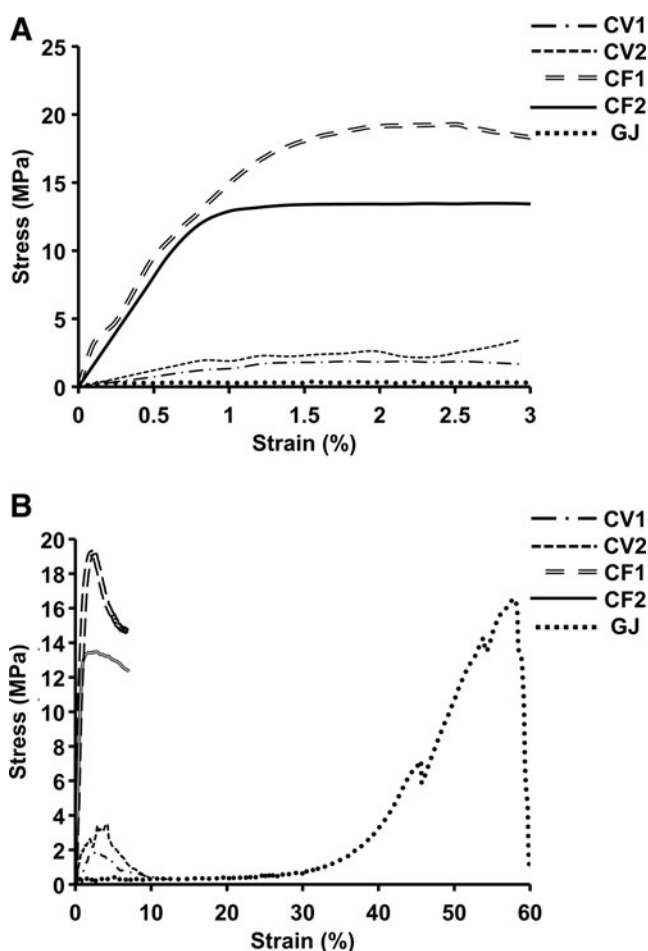 A
CV1
CV2
CF1
CF2
GJ
Stress (MPa)
25
20
15
10
5
0
0 0.5 1 1.5 2 2.5 3
Strain (%)
B
CV1
CV2
CF1
CF2
GJ
Stress (MPa)
20
18
16
14
12
10
8
6
4
2
0
0 10 20 30 40 50 60
Strain (%)